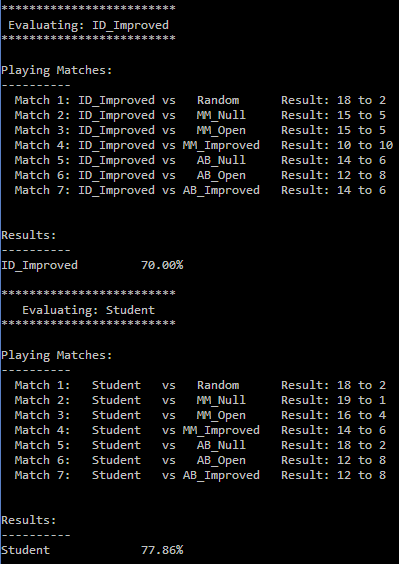 *************************
Evaluating: ID_Improved
*************************
Playing Matches:
----------
Match 1: ID_Improved vs Random Result: 18 to 2
Match 2: ID_Improved vs MM_Null Result: 15 to 5
Match 3: ID_Improved vs MM_Open Result: 15 to 5
Match 4: ID_Improved vs MM_Improved Result: 10 to 10
Match 5: ID_Improved vs AB_Null Result: 14 to 6
Match 6: ID_Improved vs AB_Open Result: 12 to 8
Match 7: ID_Improved vs AB_Improved Result: 14 to 6
Results:
----------
ID_Improved 70.00%
*************************
Evaluating: Student
*************************
Playing Matches:
----------
Match 1: Student vs Random Result: 18 to 2
Match 2: Student vs MM_Null Result: 19 to 1
Match 3: Student vs MM_Open Result: 16 to 4
Match 4: Student vs MM_Improved Result: 14 to 6
Match 5: Student vs AB_Null Result: 18 to 2
Match 6: Student vs AB_Open Result: 12 to 8
Match 7: Student vs AB_Improved Result: 12 to 8
Results:
----------
Student 77.86%